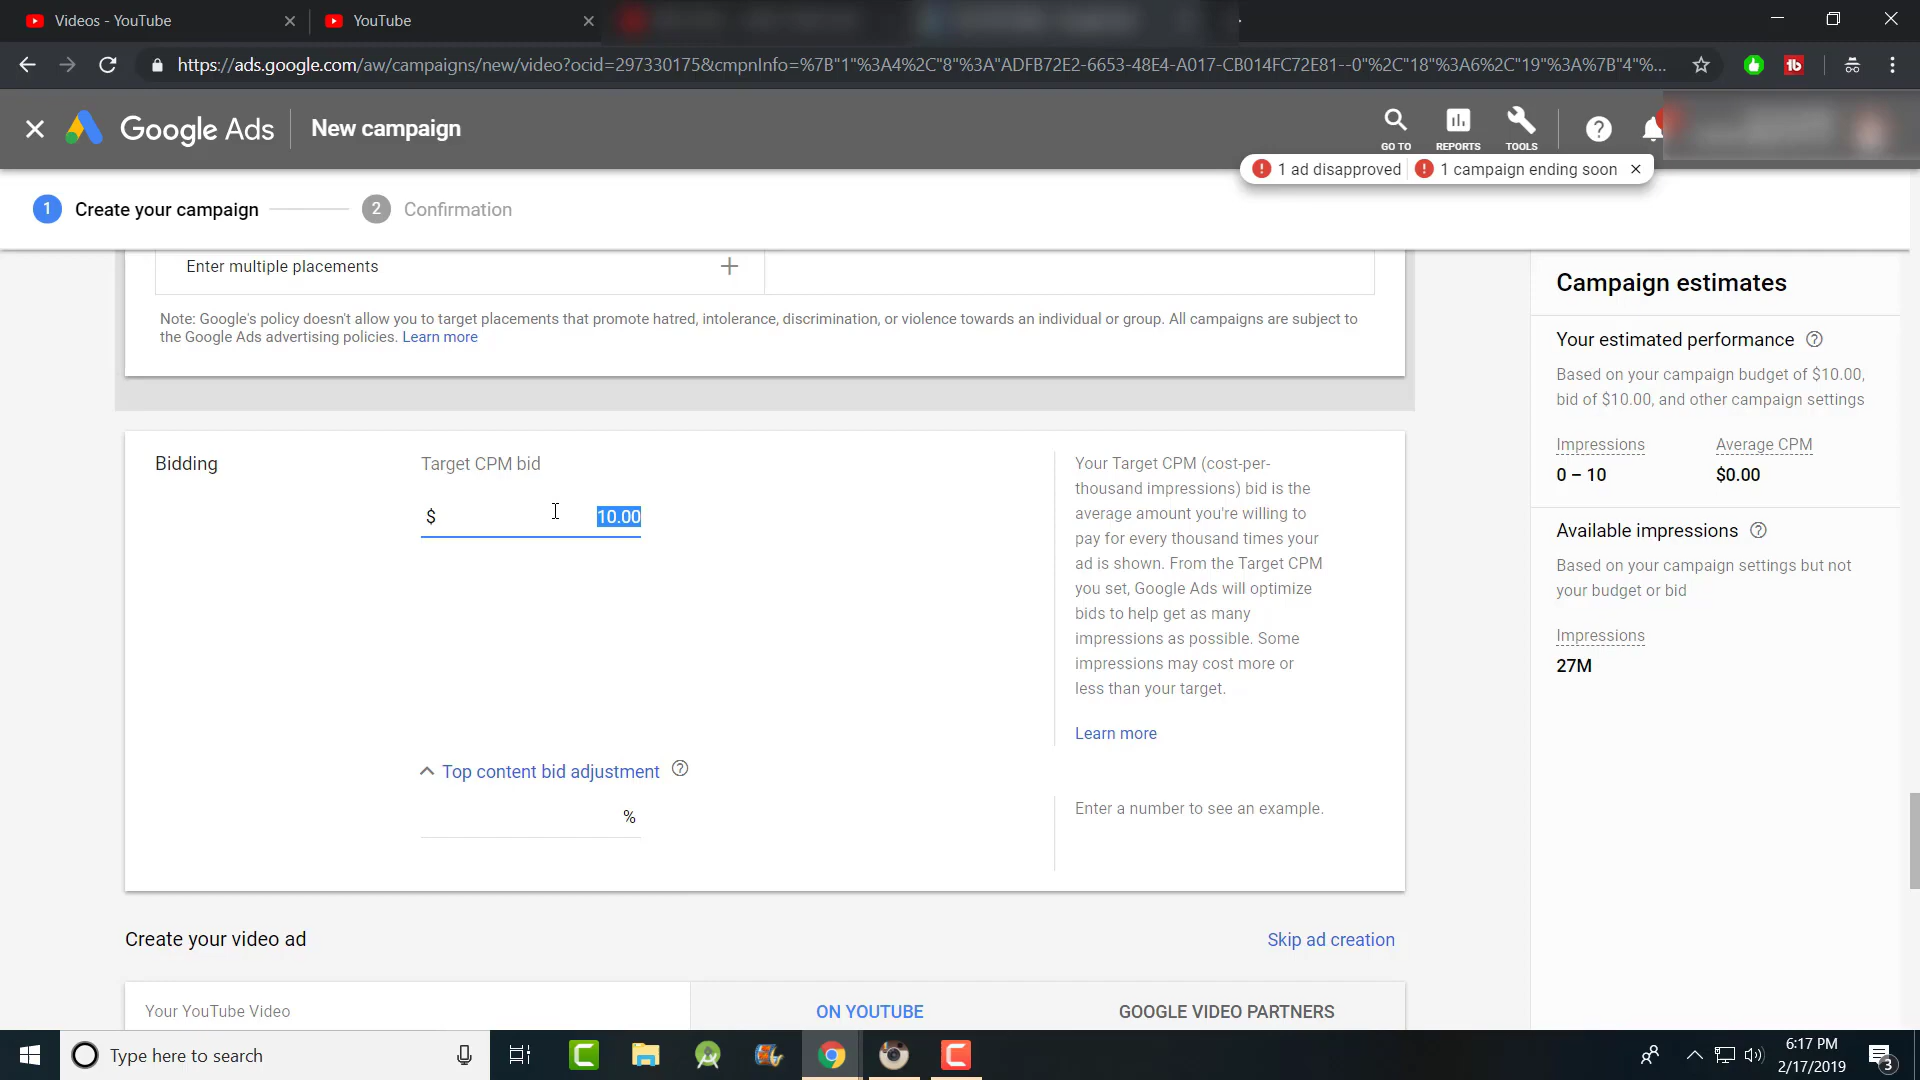 Videos - YouTube
YouTube
https://ads.google.com/aw/campaigns/new/video?ocid=297330175&cmpnInfo=%7B"1"%3A4%2C"8"%3A"ADFB72E2-6653-48E4-A017-CB014FC72E81--0"%2C"18"%3A6%2C"19"%3A%7B"4"%...
Google Ads
New campaign
GO TO
REPORTS
TOOLS
1 ad disapproved
1 campaign ending soon
1
Create your campaign
2
Confirmation
Enter multiple placements
Note: Google's policy doesn't allow you to target placements that promote hatred, intolerance, discrimination, or violence towards an individual or group. All campaigns are subject to
the Google Ads advertising policies. Learn more
Bidding
Target CPM bid
$ 10.00
Your Target CPM (cost-per-
thousand impressions) bid is the
average amount you're willing to
pay for every thousand times your
ad is shown. From the Target CPM
you set, Google Ads will optimize
bids to help get as many
impressions as possible. Some
impressions may cost more or
less than your target.
Learn more
Top content bid adjustment
%
Enter a number to see an example.
Create your video ad
Skip ad creation
Your YouTube Video
ON YOUTUBE
GOOGLE VIDEO PARTNERS
Campaign estimates
Your estimated performance
Based on your campaign budget of $10.00,
bid of $10.00, and other campaign settings
Impressions
Average CPM
0 – 10
$0.00
Available impressions
Based on your campaign settings but not
your budget or bid
Impressions
27M
Type here to search
6:17 PM
2/17/2019
3